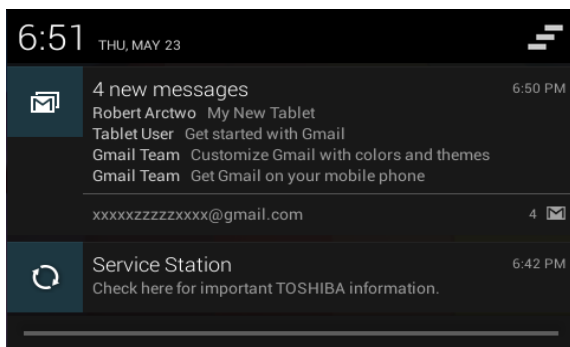 6:51 THU, MAY 23
4 new messages 6:50 PM
Robert Arctwo My New Tablet
Tablet User Get started with Gmail
Gmail Team Customize Gmail with colors and themes
Gmail Team Get Gmail on your mobile phone
xxxxxzzzzzxxxx@gmail.com 4
Service Station 6:42 PM
Check here for important TOSHIBA information.